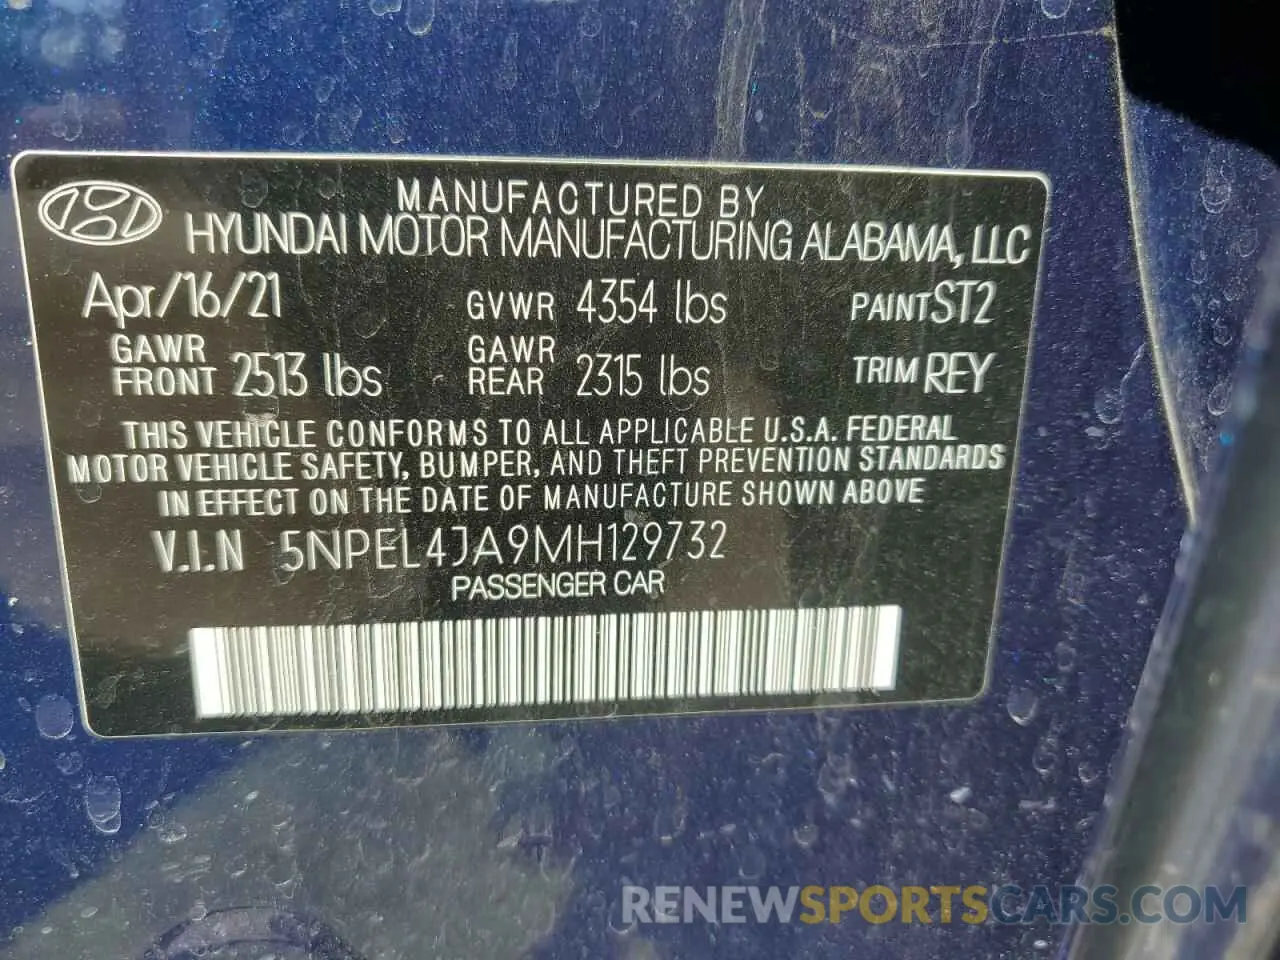 MANUFACTURED BY
HYUNDAI MOTOR MANUFACTURING ALABAMA, LLC
Apr/16/21 GVWR 4354 lbs PAINT ST2
GAWR FRONT 2513 lbs GAWR REAR 2315 lbs TRIM REY
THIS VEHICLE CONFORMS TO ALL APPLICABLE U.S.A. FEDERAL
MOTOR VEHICLE SAFETY, BUMPER, AND THEFT PREVENTION STANDARDS
IN EFFECT ON THE DATE OF MANUFACTURE SHOWN ABOVE
V.I.N 5NPEL4JA9MH129732
PASSENGER CAR
RENEWSPORTSCARS.COM